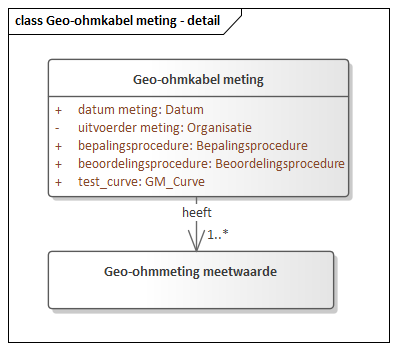 class Geo-ohmkabel meting - detail
Geo-ohmkabel meting
+ datum meting: Datum
- uitvoerder meting: Organisatie
+ bepalingsprocedure: Bepalingsprocedure
+ beoordelingsprocedure: Beoordelingsprocedure
+ test_curve: GM_Curve
heeft
1..*
Geo-ohmmeting meetwaarde